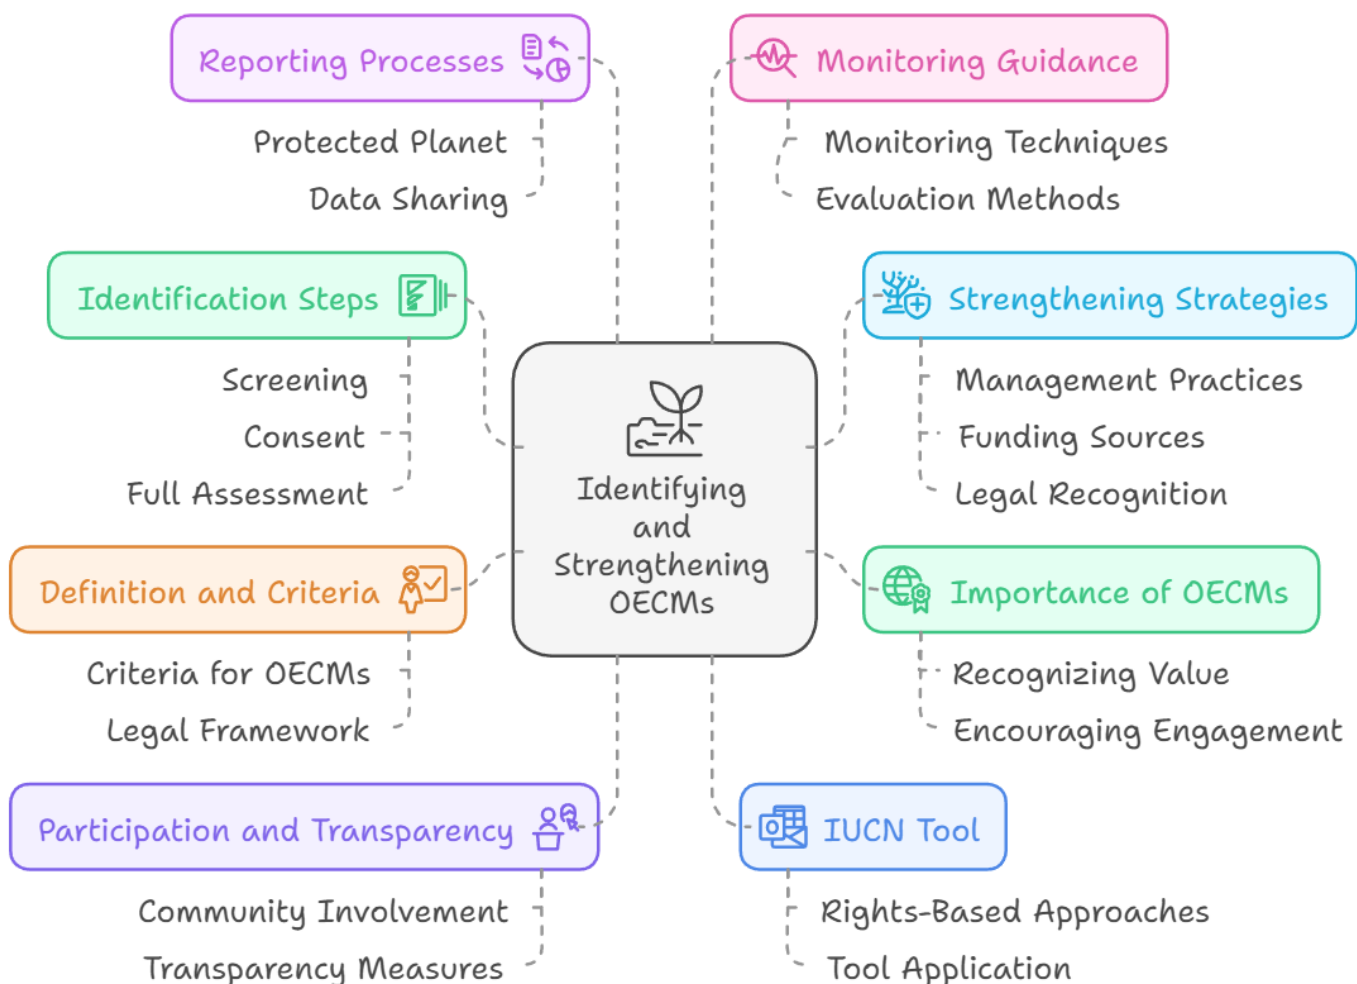 Reporting Processes
Protected Planet
Data Sharing
Identification Steps
Screening
Consent
Full Assessment
Definition and Criteria
Criteria for OECMs
Legal Framework
Participation and Transparency
Community Involvement
Transparency Measures
Identifying
and
Strengthening
OECMs
Monitoring Guidance
Monitoring Techniques
Evaluation Methods
Strengthening Strategies
Management Practices
Funding Sources
Legal Recognition
Importance of OECMs
Recognizing Value
Encouraging Engagement
IUCN Tool
Rights-Based Approaches
Tool Application